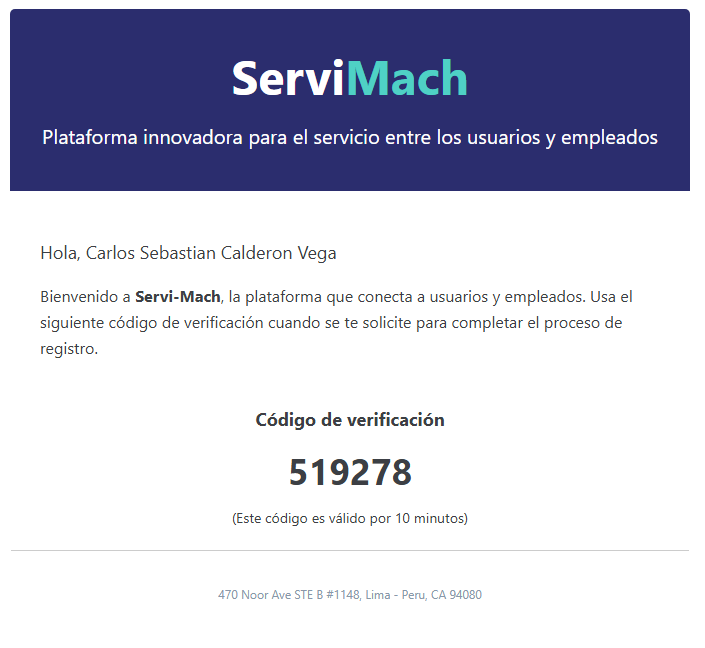 ServiMach
Plataforma innovadora para el servicio entre los usuarios y empleados
Hola, Carlos Sebastian Calderon Vega
Bienvenido a Servi-Mach, la plataforma que conecta a usuarios y empleados. Usa el
siguiente código de verificación cuando se te solicite para completar el proceso de
registro.
Código de verificación
519278
(Este código es válido por 10 minutos)
470 Noor Ave STE B #1148, Lima - Peru, CA 94080